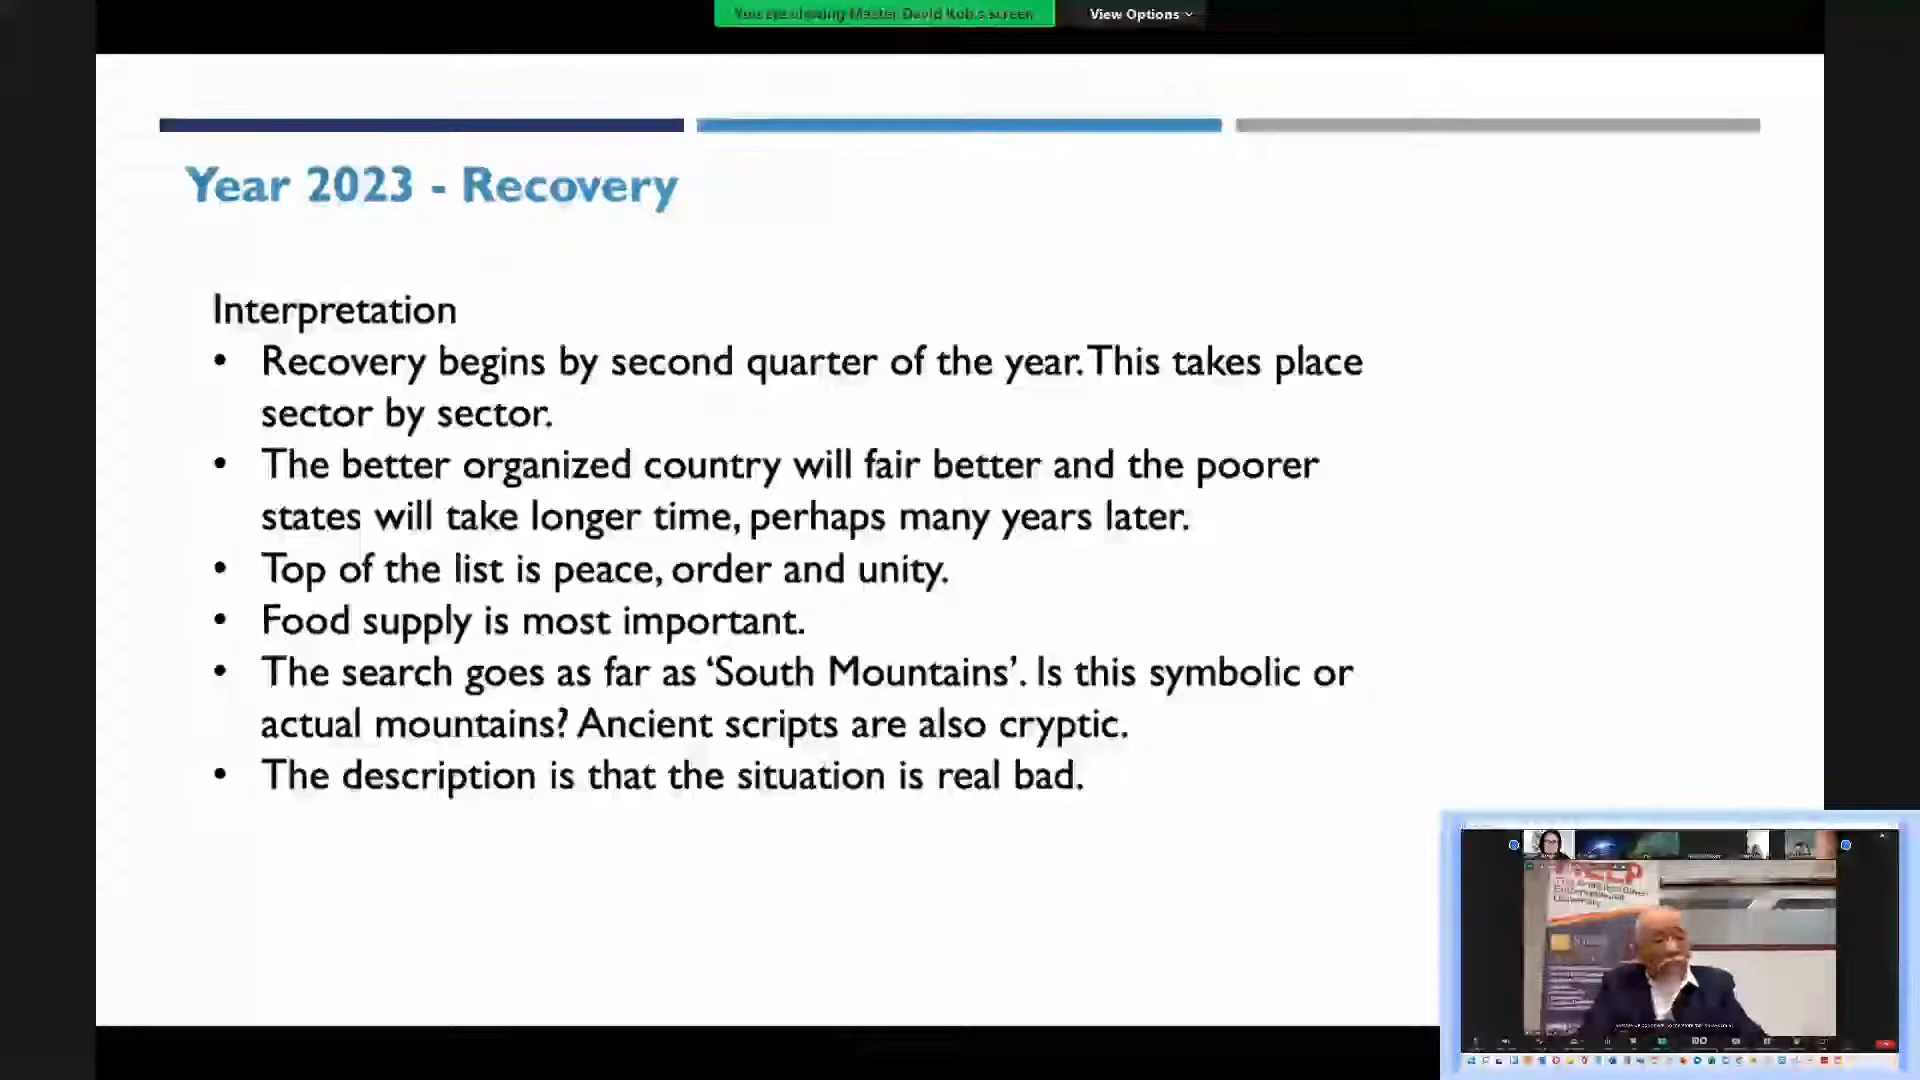 You are viewing Master David Koh's screen
View Options
Year 2023 - Recovery
Interpretation
• Recovery begins by second quarter of the year. This takes place
sector by sector.
• The better organized country will fair better and the poorer
states will take longer time, perhaps many years later.
• Top of the list is peace, order and unity.
• Food supply is most important.
• The search goes as far as ‘South Mountains’. Is this symbolic or
actual mountains? Ancient scripts are also cryptic.
• The description is that the situation is real bad.
HELP
University